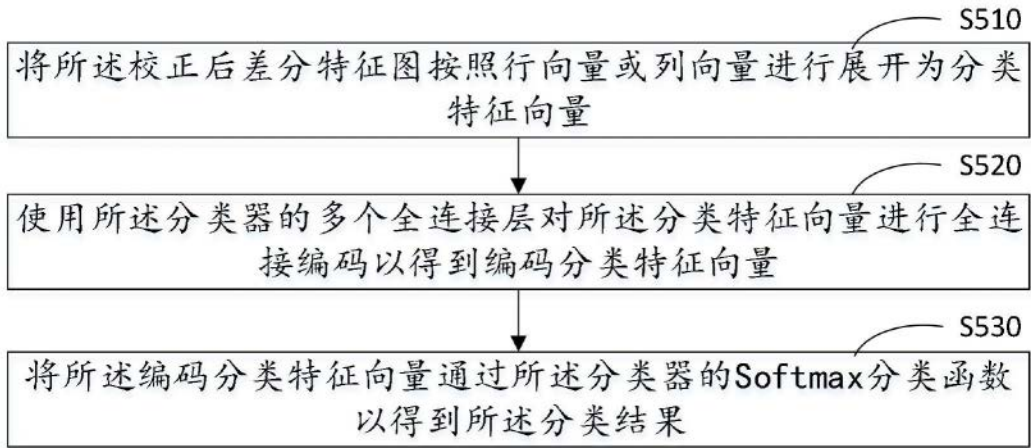 S510
将所述校正后差分特征图按照行向量或列向量进行展开为分类
特征向量
S520
使用所述分类器的多个全连接层对所述分类特征向量进行全连
接编码以得到编码分类特征向量
S530
将所述编码分类特征向量通过所述分类器的Softmax分类函数
以得到所述分类结果